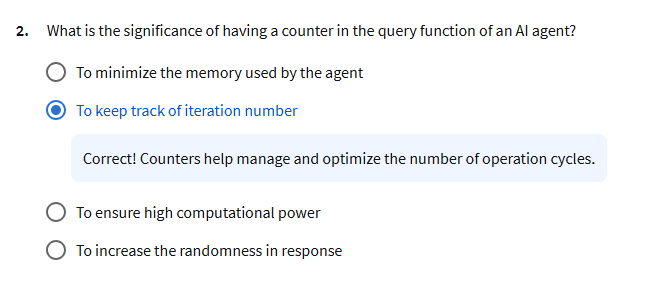 2. What is the significance of having a counter in the query function of an AI agent?
To minimize the memory used by the agent
To keep track of iteration number
Correct! Counters help manage and optimize the number of operation cycles.
To ensure high computational power
To increase the randomness in response